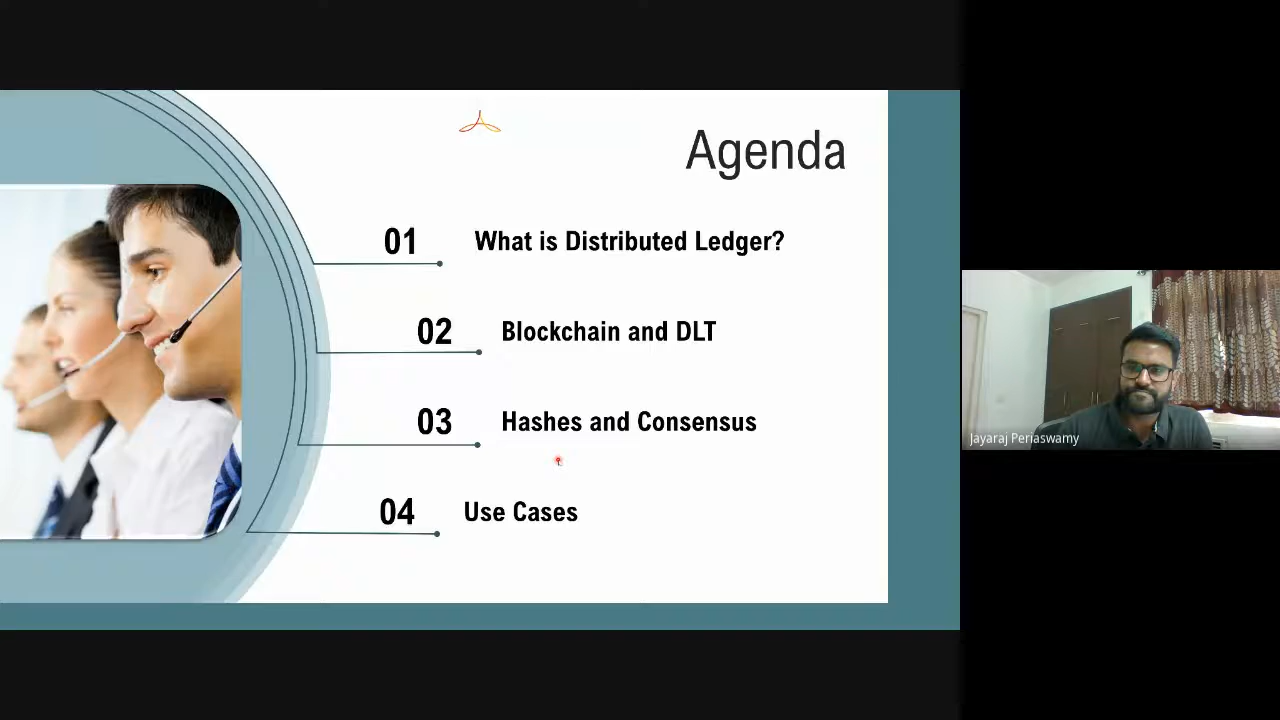 Agenda
01 What is Distributed Ledger?
02 Blockchain and DLT
03 Hashes and Consensus
04 Use Cases
Jayaraj Periaswamy